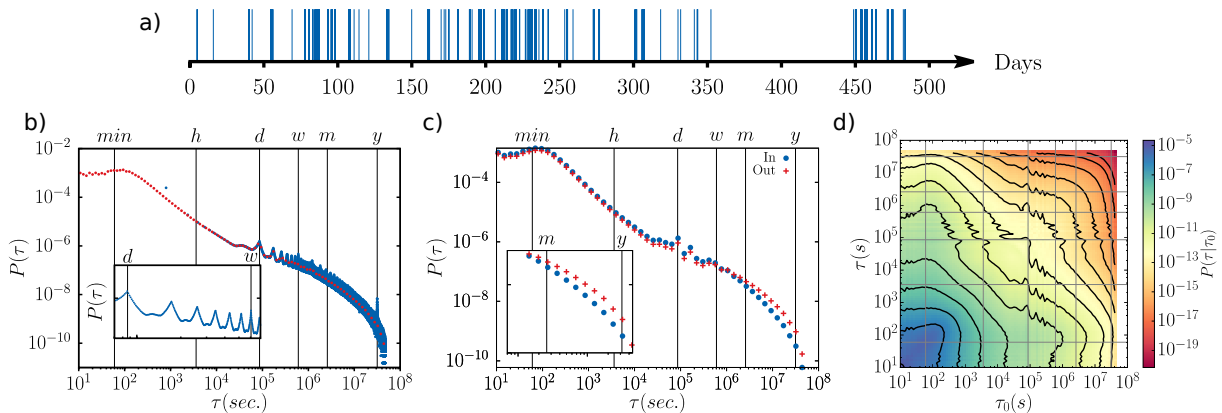 a)
Days
0 50 100 150 200 250 300 350 400 450 500
b)
min h d w m y
10^-2
10^-4
10^-6
10^-8
10^-10
P(τ)
d w
P(τ)
10^1 10^2 10^3 10^4 10^5 10^6 10^7 10^8
τ(sec.)
c)
min h d w m y
In
Out
10^-4
10^-6
10^-8
10^-10
P(τ)
m y
10^1 10^2 10^3 10^4 10^5 10^6 10^7 10^8
τ(sec.)
d)
10^8
10^7
10^6
10^5
10^4
10^3
10^2
10^1
τ(s)
10^1 10^2 10^3 10^4 10^5 10^6 10^7 10^8
τ₀(s)
10^-5
10^-7
10^-9
10^-11
10^-13
10^-15
10^-17
10^-19
P(τ|τ₀)